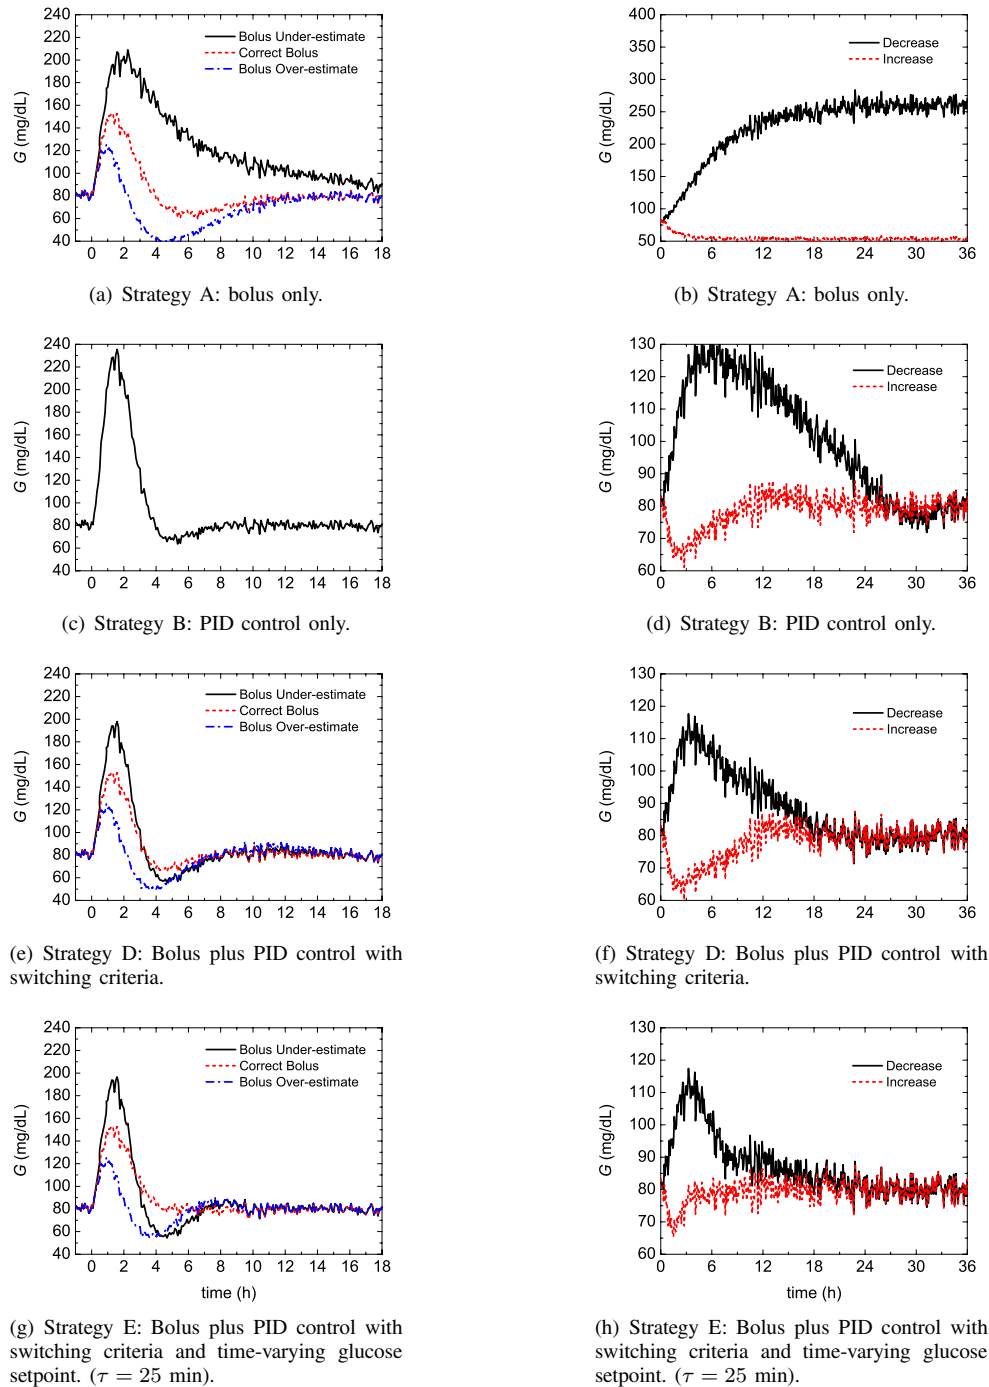 240
220
200
180
160
140
120
100
80
60
40
G (mg/dL)
Bolus Under-estimate
Correct Bolus
Bolus Over-estimate
0 2 4 6 8 10 12 14 16 18
(a) Strategy A: bolus only.
400
350
300
250
200
150
100
50
G (mg/dL)
Decrease
Increase
0 6 12 18 24 30 36
(b) Strategy A: bolus only.
240
220
200
180
160
140
120
100
80
60
40
G (mg/dL)
0 2 4 6 8 10 12 14 16 18
(c) Strategy B: PID control only.
130
120
110
100
90
80
70
60
G (mg/dL)
Decrease
Increase
0 6 12 18 24 30 36
(d) Strategy B: PID control only.
240
220
200
180
160
140
120
100
80
60
40
G (mg/dL)
Bolus Under-estimate
Correct Bolus
Bolus Over-estimate
0 2 4 6 8 10 12 14 16 18
(e) Strategy D: Bolus plus PID control with
switching criteria.
130
120
110
100
90
80
70
60
G (mg/dL)
Decrease
Increase
0 6 12 18 24 30 36
(f) Strategy D: Bolus plus PID control with
switching criteria.
240
220
200
180
160
140
120
100
80
60
40
G (mg/dL)
Bolus Under-estimate
Correct Bolus
Bolus Over-estimate
0 2 4 6 8 10 12 14 16 18
time (h)
(g) Strategy E: Bolus plus PID control with
switching criteria and time-varying glucose
setpoint. (τ = 25 min).
130
120
110
100
90
80
70
60
G (mg/dL)
Decrease
Increase
0 6 12 18 24 30 36
time (h)
(h) Strategy E: Bolus plus PID control with
switching criteria and time-varying glucose
setpoint. (τ = 25 min).